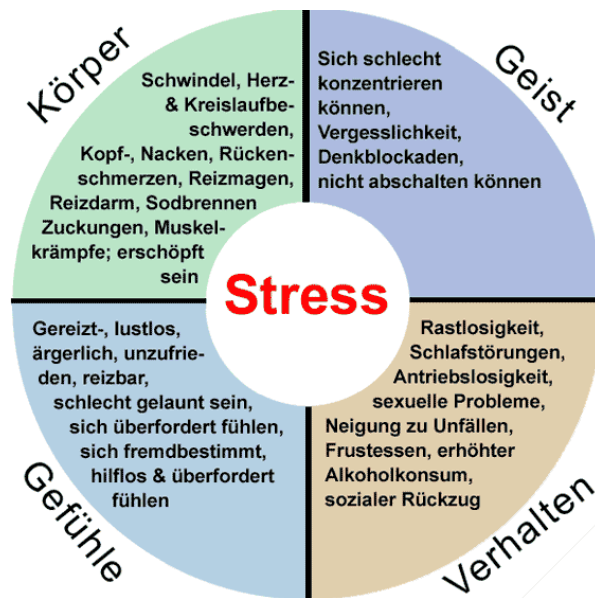 Körper
Schwindel, Herz-
& Kreislaufbe-
schwerden,
Kopf-, Nacken, Rücken-
schmerzen, Reizmagen,
Reizdarm, Sodbrennen
Zuckungen, Muskel-
krämpfe; erschöpft
sein
Geist
Sich schlecht
konzentrieren
können,
Vergesslichkeit,
Denkblockaden,
nicht abschalten können
Stress
Gefühle
Gereizt-, lustlos,
ärgerlich, unzufrie-
den, reizbar,
schlecht gelaunt sein,
sich überfordert fühlen,
sich fremdbestimmt,
hilflos & überfordert
fühlen
Verhalten
Rastlosigkeit,
Schlafstörungen,
Antriebslosigkeit,
sexuelle Probleme,
Neigung zu Unfällen,
Frustessen, erhöhter
Alkoholkonsum,
sozialer Rückzug